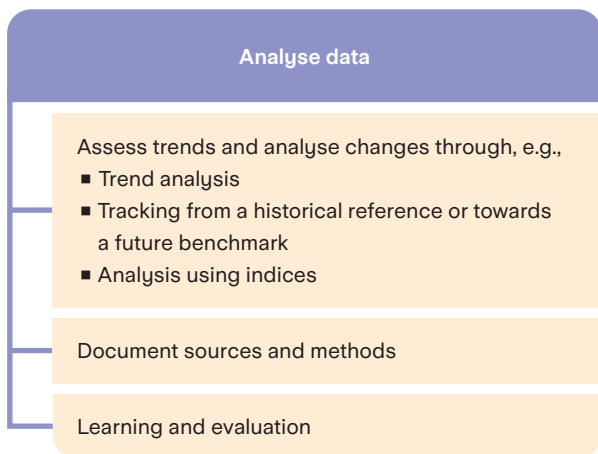 Analyse data
Assess trends and analyse changes through, e.g.,
■ Trend analysis
■ Tracking from a historical reference or towards
a future benchmark
■ Analysis using indices
Document sources and methods
Learning and evaluation